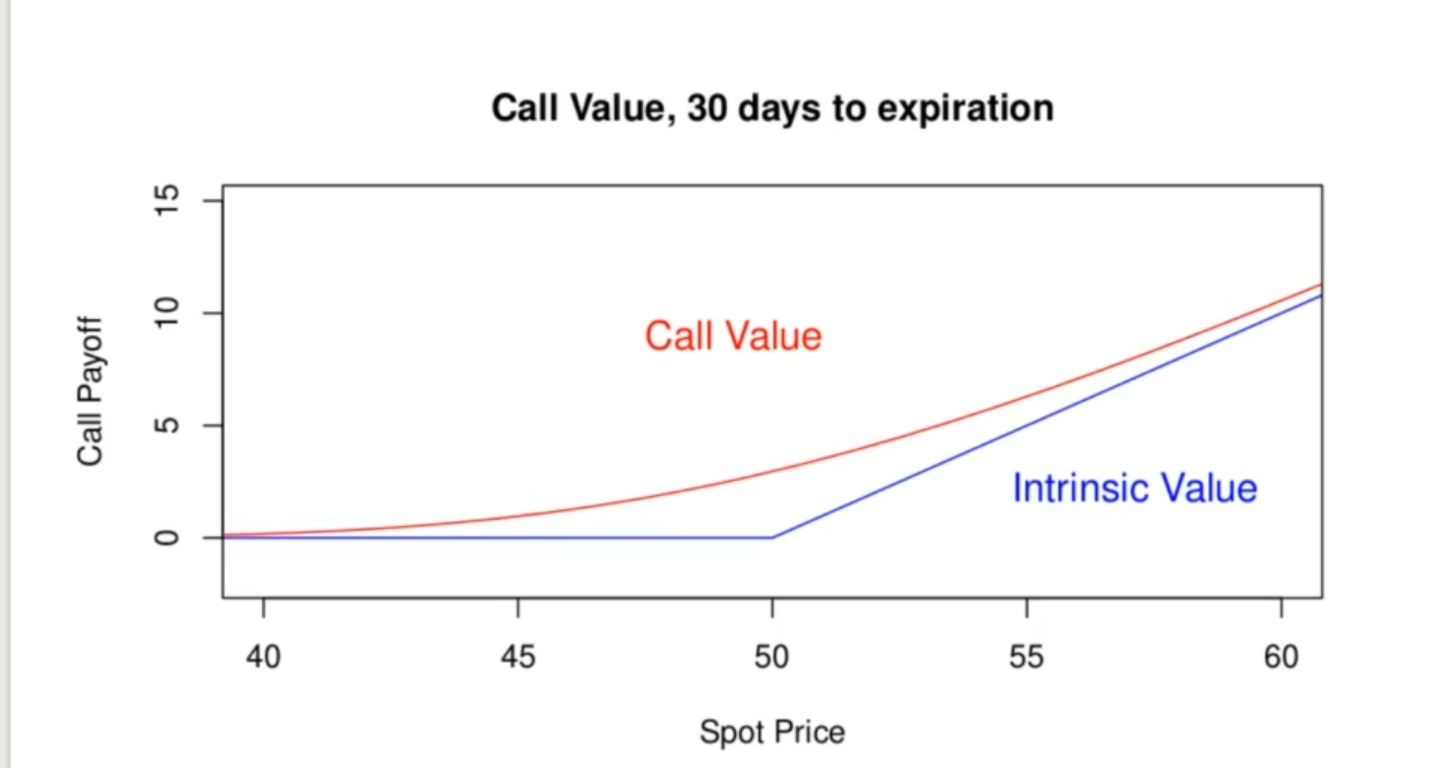 Call Value, 30 days to expiration
15
10
5
0
Call Payoff
Call Value
Intrinsic Value
40 45 50 55 60
Spot Price